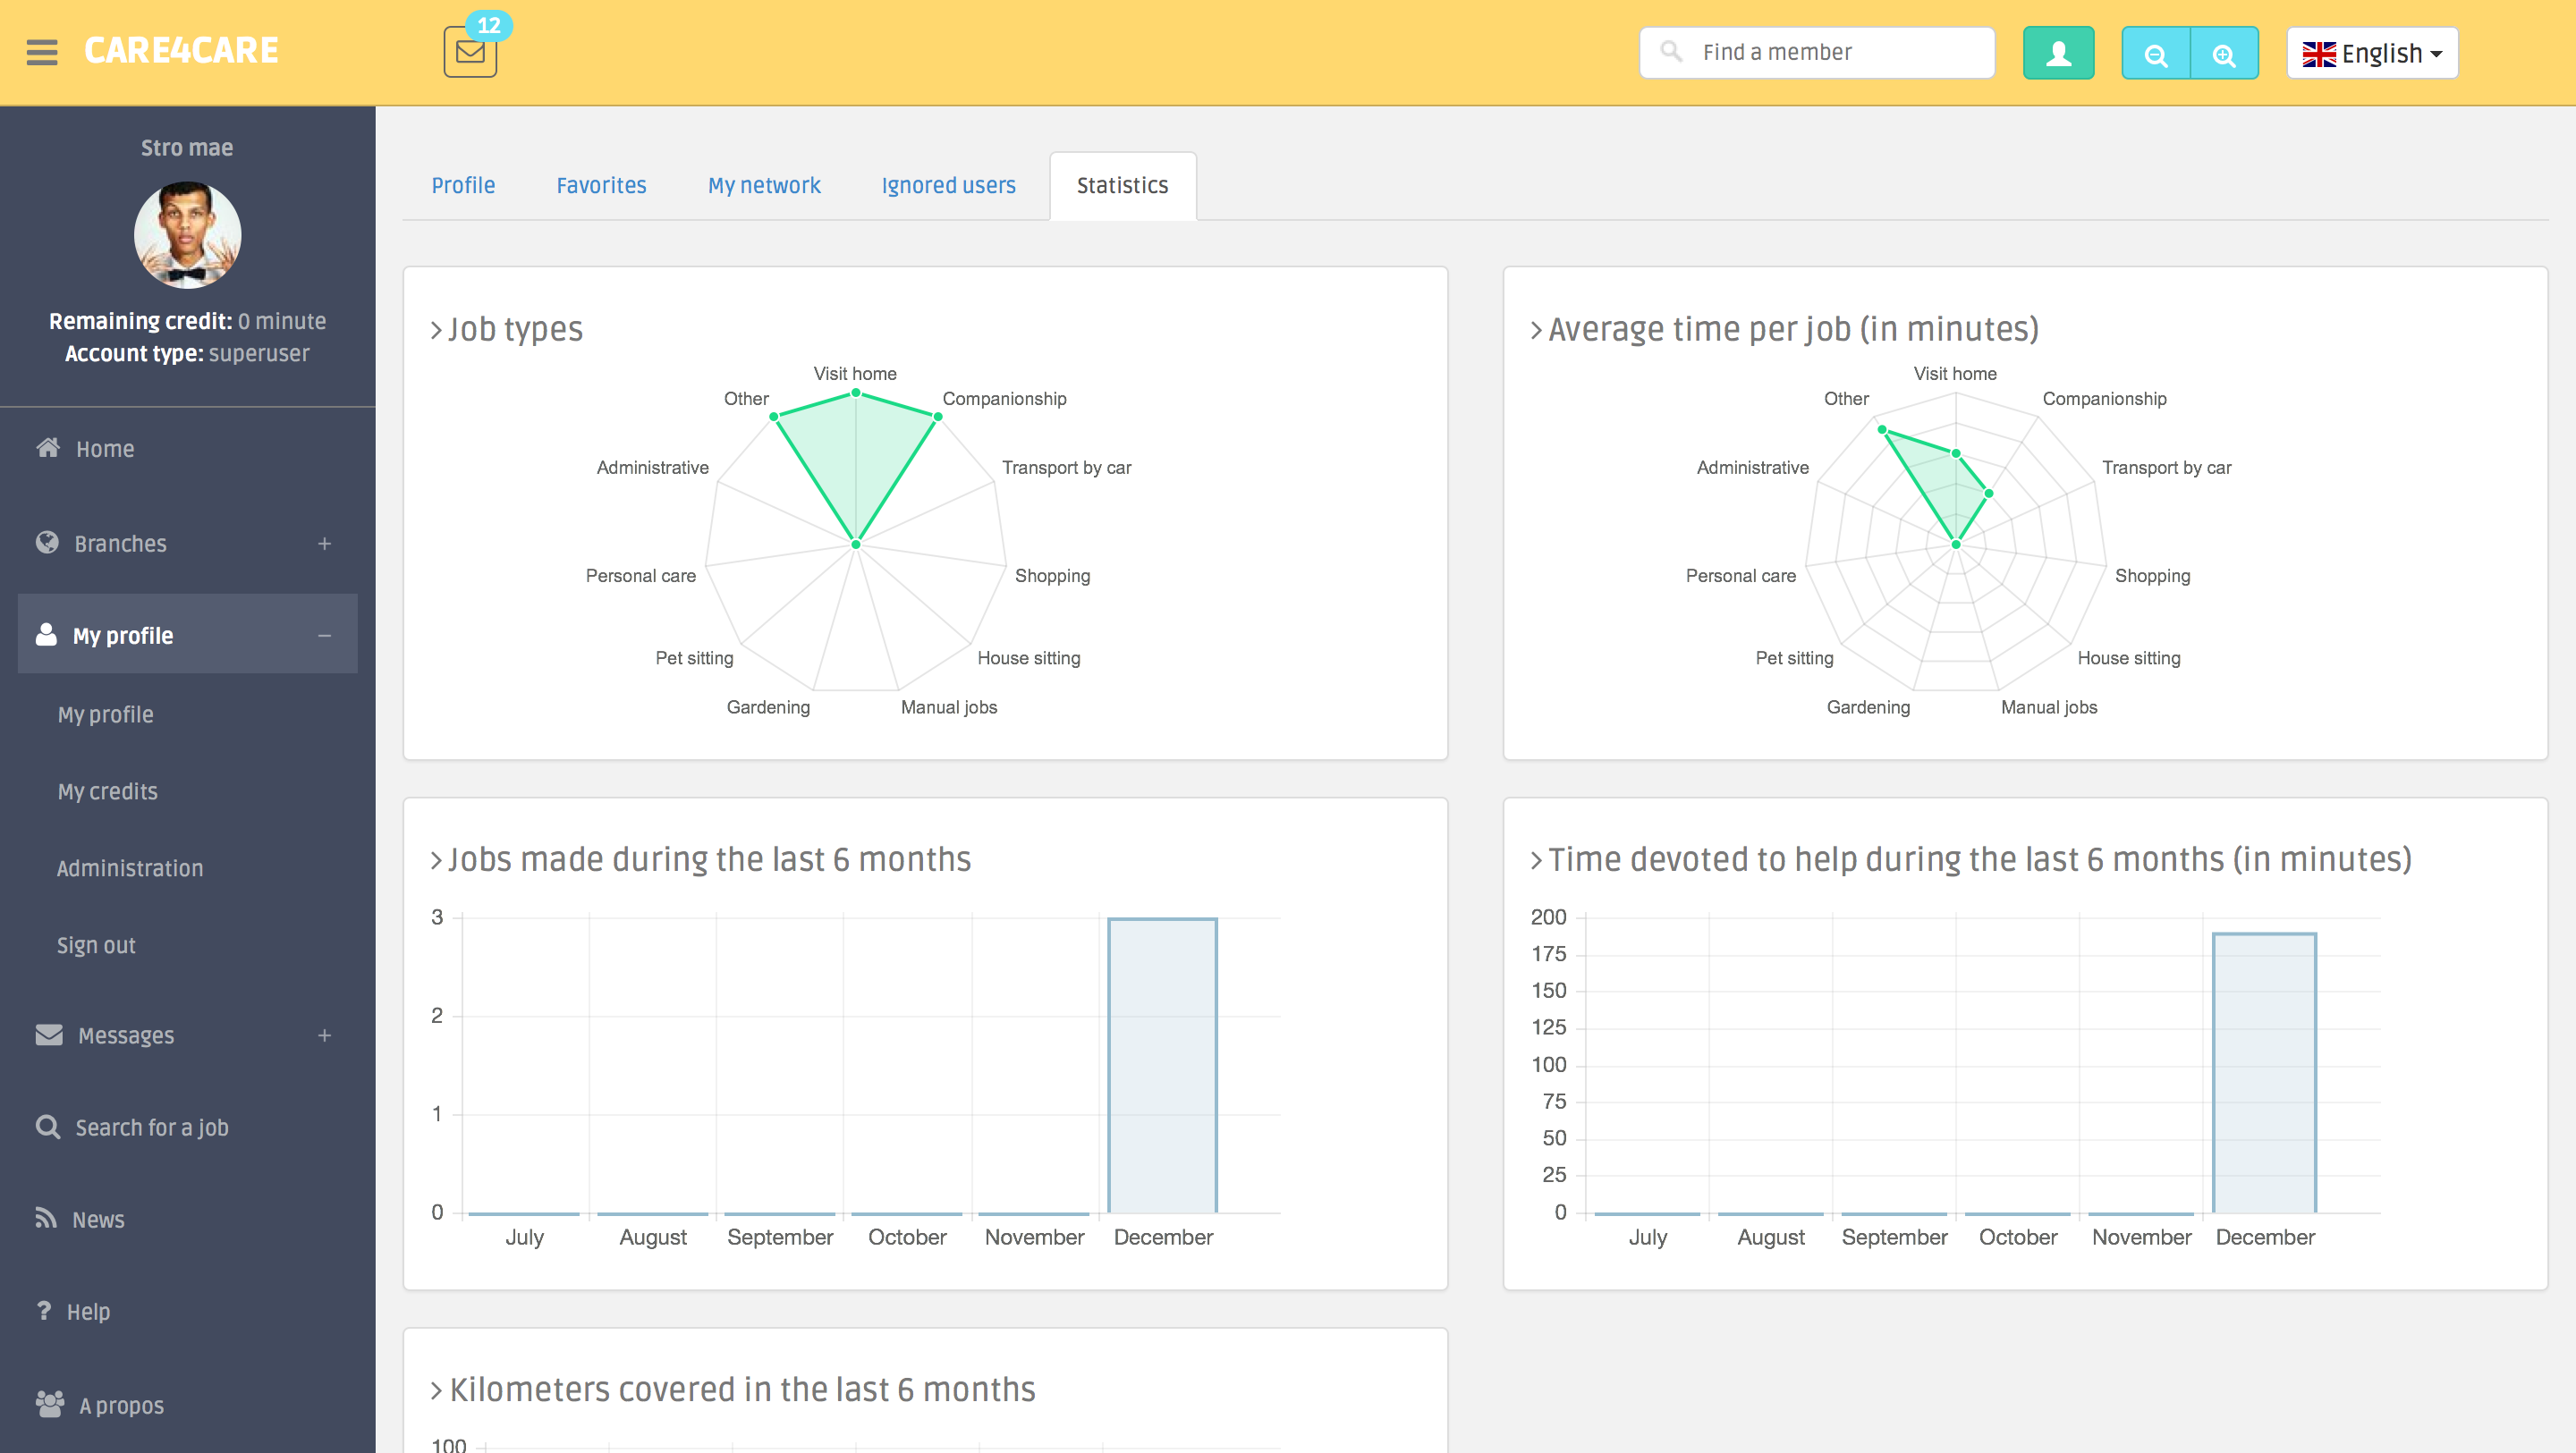 CARE4CARE
12
Find a member
English
Stro mae
Remaining credit: 0 minute
Account type: superuser
Home
Branches +
My profile −
My profile
My credits
Administration
Sign out
Messages +
Search for a job
News
? Help
A propos
Profile
Favorites
My network
Ignored users
Statistics
Job types
Visit home
Other
Companionship
Administrative
Transport by car
Personal care
Shopping
Pet sitting
House sitting
Gardening
Manual jobs
Average time per job (in minutes)
Visit home
Other
Companionship
Administrative
Transport by car
Personal care
Shopping
Pet sitting
House sitting
Gardening
Manual jobs
Jobs made during the last 6 months
3
2
1
0
July August September October November December
Time devoted to help during the last 6 months (in minutes)
200
175
150
125
100
75
50
25
0
July August September October November December
Kilometers covered in the last 6 months
100